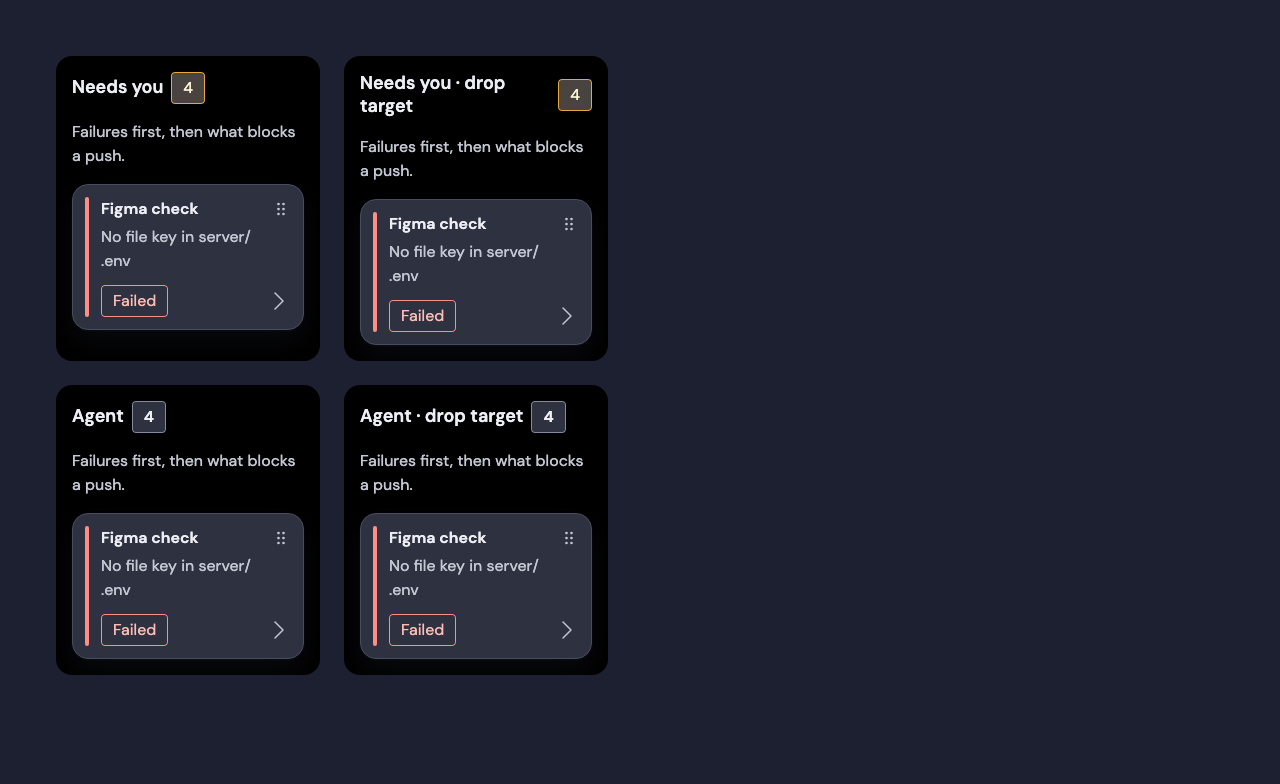 Needs you 4
Failures first, then what blocks
a push.
Figma check
No file key in server/
.env
Failed
Needs you · drop
target
4
Failures first, then what blocks
a push.
Figma check
No file key in server/
.env
Failed
Agent 4
Failures first, then what blocks
a push.
Figma check
No file key in server/
.env
Failed
Agent · drop target 4
Failures first, then what blocks
a push.
Figma check
No file key in server/
.env
Failed